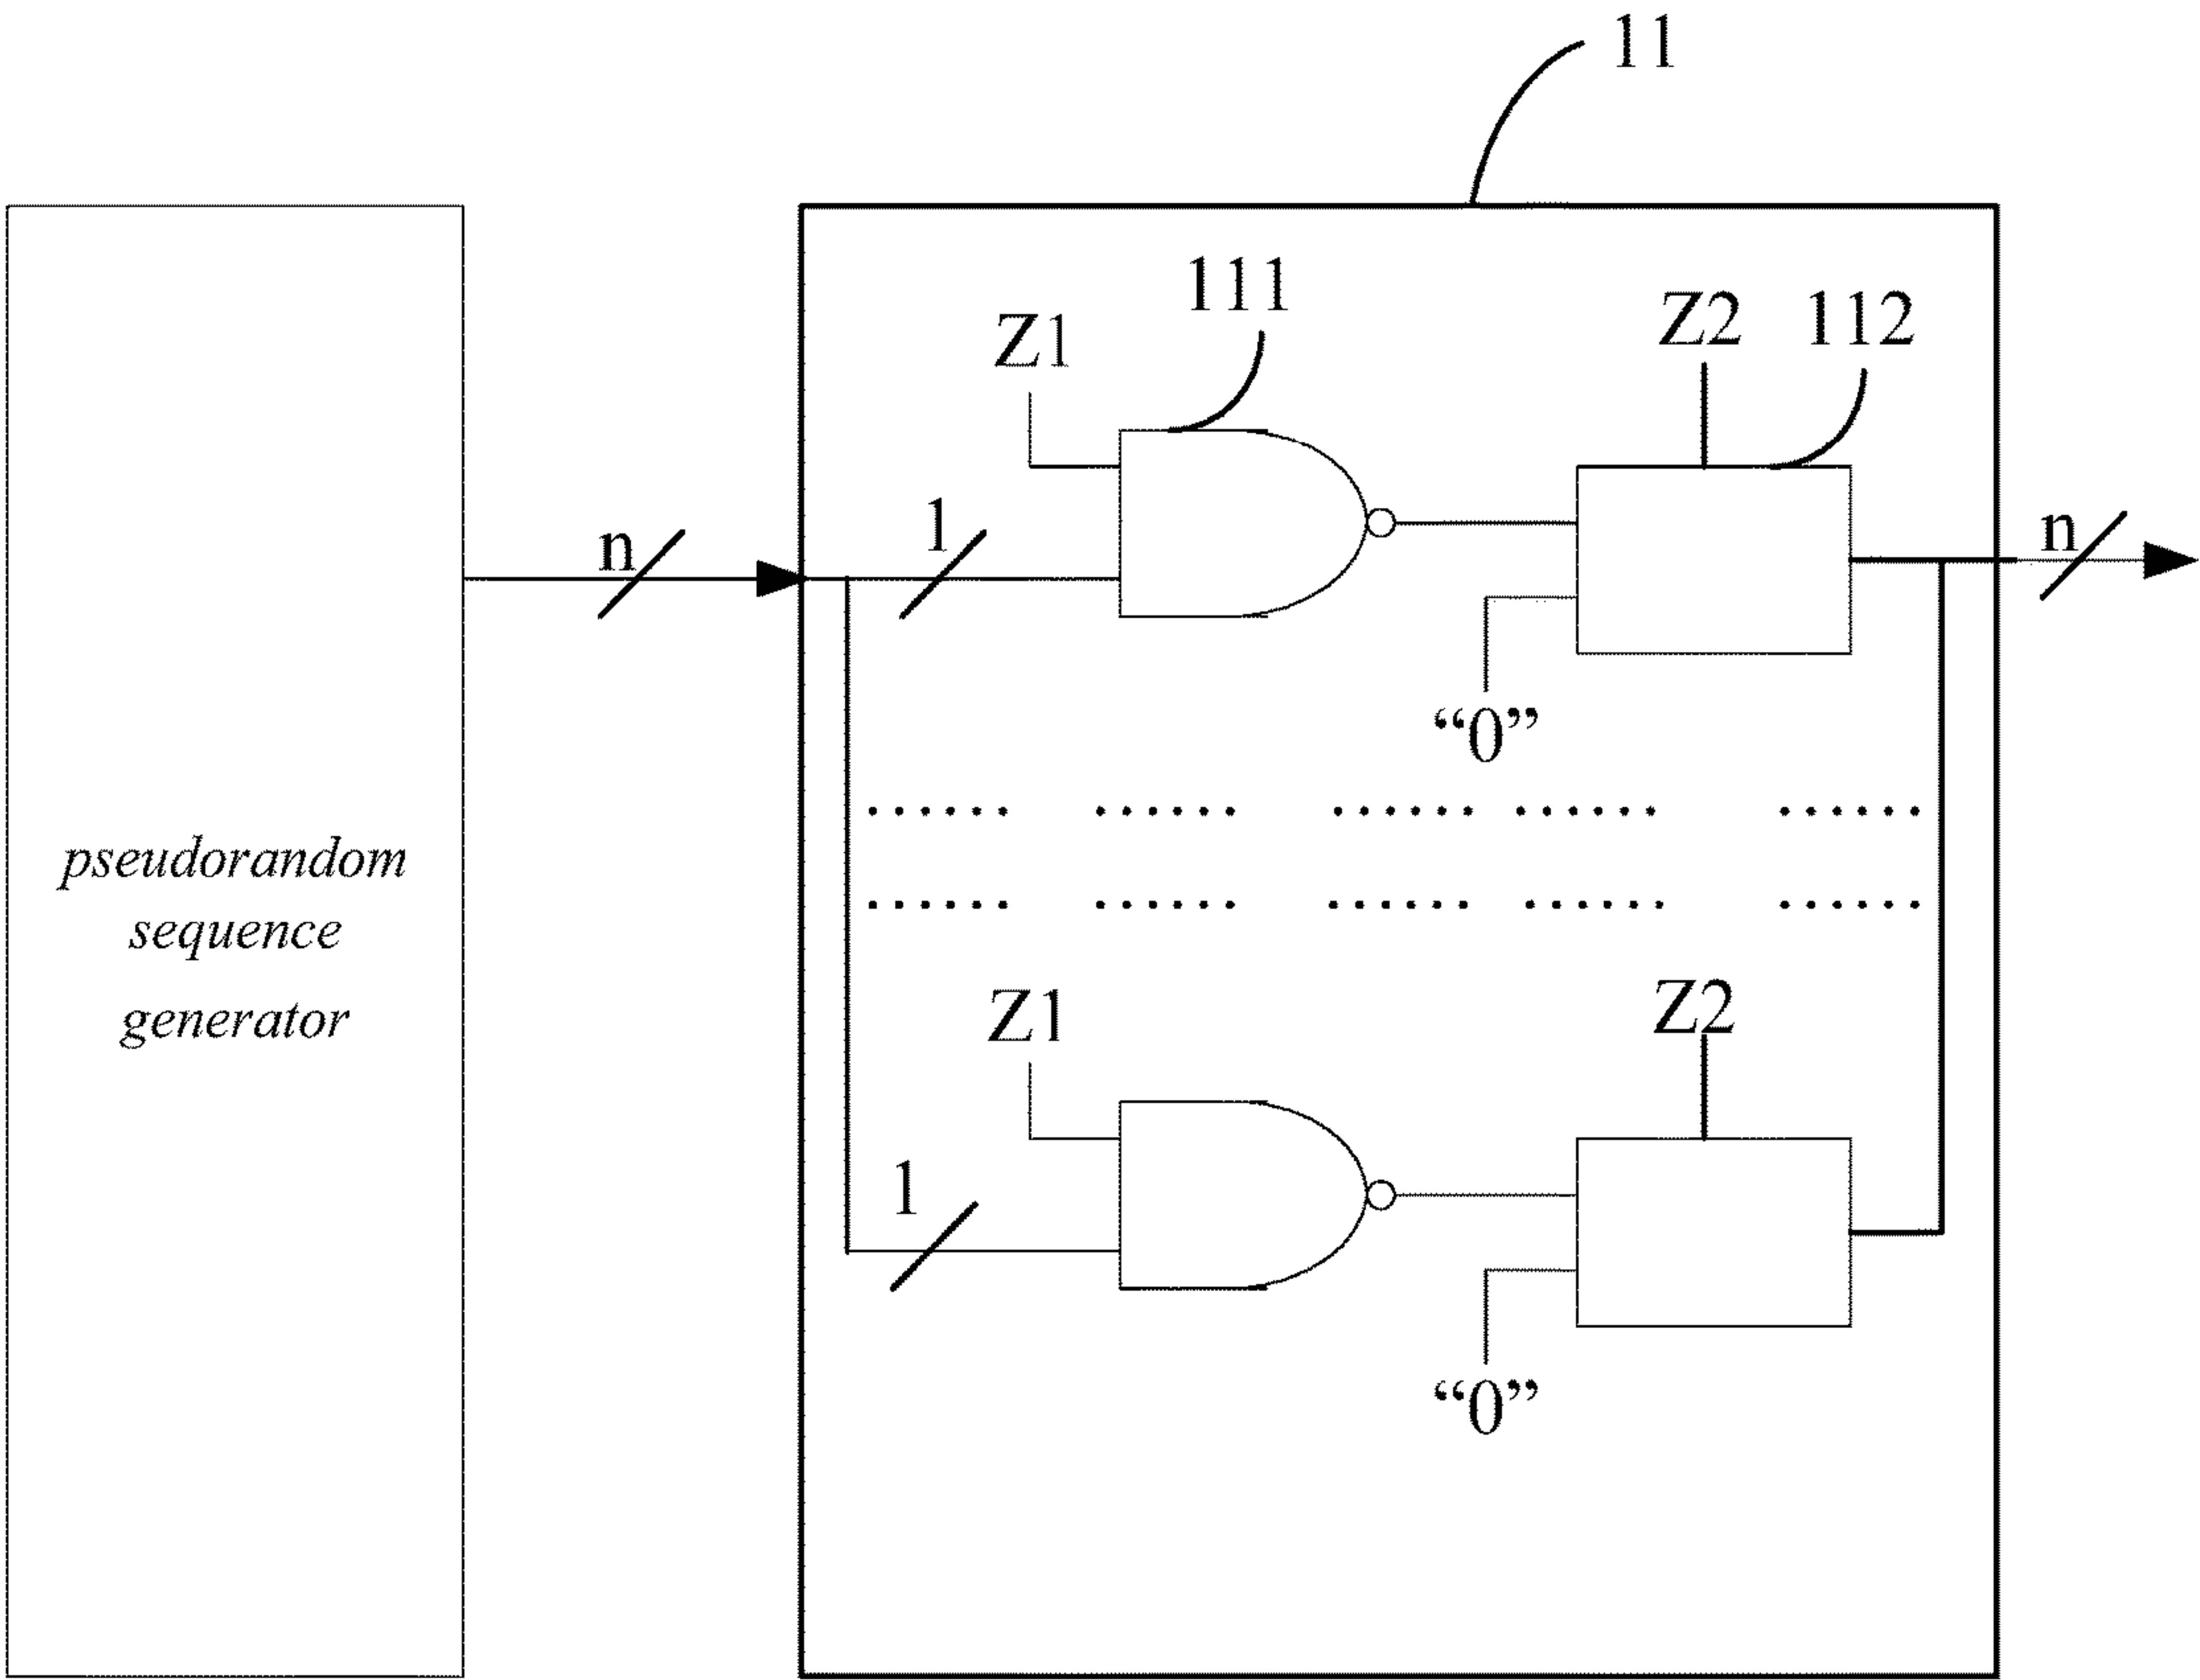 11
111
Z1
Z2
112
n
1
n
“0”
pseudorandom
sequence
generator
Z1
Z2
1
“0”